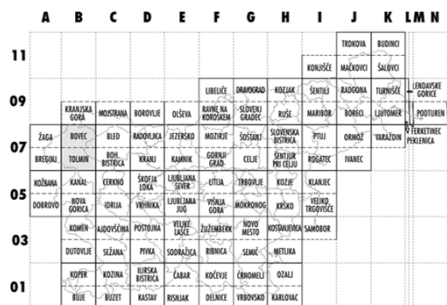 A B C D E F G H I J K L M N
TRDKOVA BUDINCI
11
KONJIŠČE MAČKOVCI ŠALOVCI
LIBELIČE DRAVOGRAD KOZJAK ŠENTILJ RADGONA TURNIŠČE LENDAVSKE GORICE
09
KRANJSKA GORA MOJSTRANA BOROVLJE OLŠEVA RAVNE NA KOROŠKEM SLOVENJ GRADEC RUŠE MARIBOR BORECI LJUTOMER PODTUREN
ŽAGA BOVEC BLED RADOVLJICA JEZERSKO MOZIRJE ŠOŠTANJ SLOVENSKA BISTRICA PTUJ ORMOŽ VARAŽDIN FERKETINEC PEKLENICA
07
BREGINJ TOLMIN BOH. BISTRICA KRANJ KAMNIK GORNJI GRAD CELJE ŠENTJUR PRI CELJU ROGATEC IVANEC
KOŽBANA KANAL CERKNO ŠKOFJA LOKA LJUBLJANA SEVER LITIJA TRBOVLJE KOZJE KLANJEC
05
DOBROVO NOVA GORICA IDRIJA VRHNIKA LJUBLJANA JUG VIŠNJA GORA MOKRONOG KRŠKO VELIKO TRGOVIŠĆE
KOMEN AJDOVŠČINA POSTOJNA VELIKE LAŠČE ŽUŽEMBERK NOVO MESTO KOSTANJEVICA SAMOBOR
03
DUTOVLJE SEŽANA PIVKA SODRAŽICA RIBNICA SEMIČ METLIKA
KOPER KOZINA ILIRSKA BISTRICA ČABAR KOČEVJE ČRNOMELJ OZALJ
01
BUJE BUZET KASTAV RISNJAK DELNICE VRBOVSKO KARLOVAC